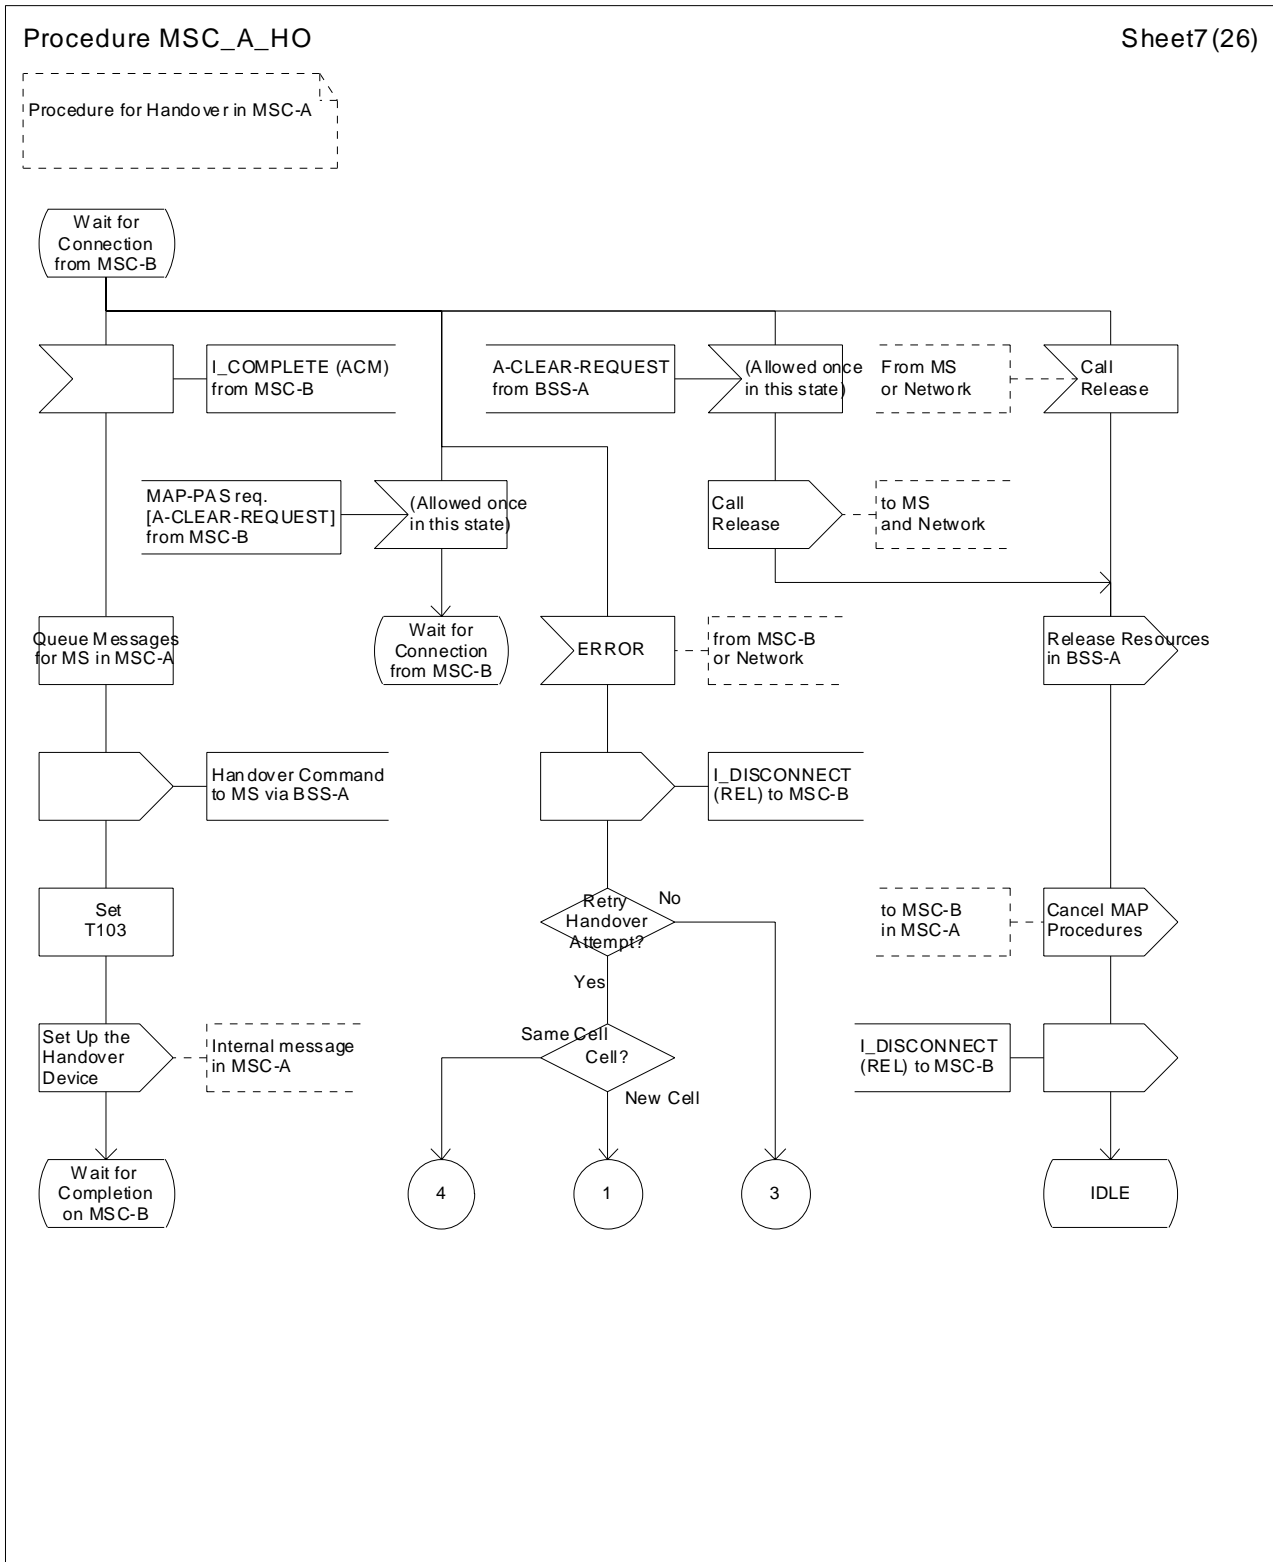 Procedure MSC_A_HO
Sheet7(26)
Procedure for Handover in MSC-A
Wait for
Connection
from MSC-B
I_COMPLETE (ACM)
from MSC-B
A-CLEAR-REQUEST
from BSS-A
(Allowed once
in this state)
From MS
or Network
Call
Release
MAP-PAS req.
[A-CLEAR-REQUEST]
from MSC-B
(Allowed once
in this state)
Call
Release
to MS
and Network
Queue Messages
for MS in MSC-A
Wait for
Connection
from MSC-B
ERROR
from MSC-B
or Network
Release Resources
in BSS-A
Handover Command
to MS via BSS-A
I_DISCONNECT
(REL) to MSC-B
Set
T103
Retry
Handover
Attempt?
No
Yes
to MSC-B
in MSC-A
Cancel MAP
Procedures
Set Up the
Handover
Device
Internal message
in MSC-A
Same Cell
Cell?
New Cell
I_DISCONNECT
(REL) to MSC-B
Wait for
Completion
on MSC-B
4
1
3
IDLE